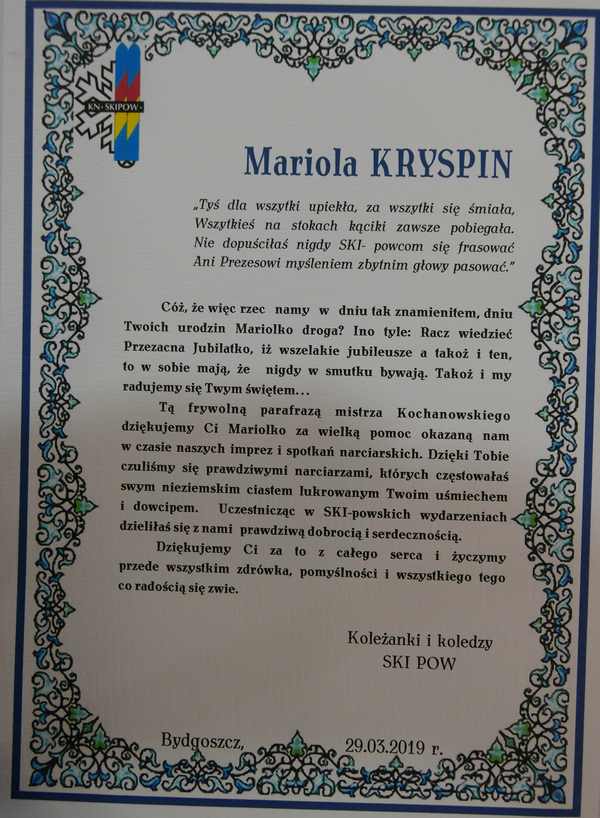 KN • SKIPOW •
Mariola KRYSPIN
„Tyś dla wszytki upiekła, za wszytki się śmiała,
Wszytkieś na stokach kąciki zawsze pobiegała.
Nie dopuściłaś nigdy SKI- powcom się frasować
Ani Prezesowi myśleniem zbytnim głowy pasować.”
Cóż, że więc rzec namy w dniu tak znamienitem, dniu
Twoich urodzin Mariolko droga? Ino tyle: Racz wiedzieć
Przezacna Jubilatko, iż wszelakie jubileusze a takoż i ten,
to w sobie mają, że nigdy w smutku bywają. Takoż i my
radujemy się Twym świętem...
Tą frywolną parafrazą mistrza Kochanowskiego
dziękujemy Ci Mariolko za wielką pomoc okazaną nam
w czasie naszych imprez i spotkań narciarskich. Dzięki Tobie
czuliśmy się prawdziwymi narciarzami, których częstowałaś
swym nieziemskim ciastem lukrowanym Twoim uśmiechem
i dowcipem. Uczestnicząc w SKI-powskich wydarzeniach
dzieliłaś się z nami prawdziwą dobrocią i serdecznością.
Dziękujemy Ci za to z całego serca i życzymy
przede wszystkim zdrówka, pomyślności i wszystkiego tego
co radością się zwie.
Koleżanki i koledzy
SKI POW
Bydgoszcz, 29.03.2019 r.